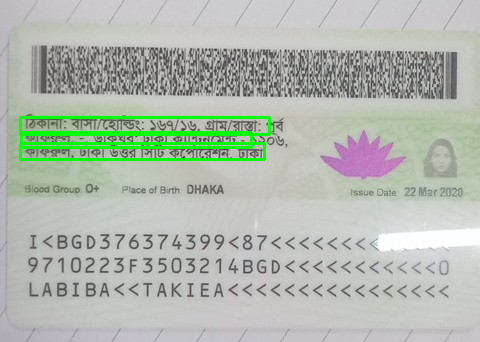 ঠিকানা: বাসা/হোল্ডিং: ১৬৭/১৬, গ্রাম/রাস্তা: পূর্ব
কাফরুল, ডাকঘর: ঢাকা ক্যান্টনমেন্ট - ১২০৬,
কাফরুল, ঢাকা উত্তর সিটি কর্পোরেশন, ঢাকা
Blood Group: O+ Place of Birth: DHAKA Issue Date: 22 Mar 2020
I<BGD376374399<87<<<<<<<<<<<<<
9710223F3503214BGD<<<<<<<<<<<0
LABIBA<<TAKIEA<<<<<<<<<<<<<<<<